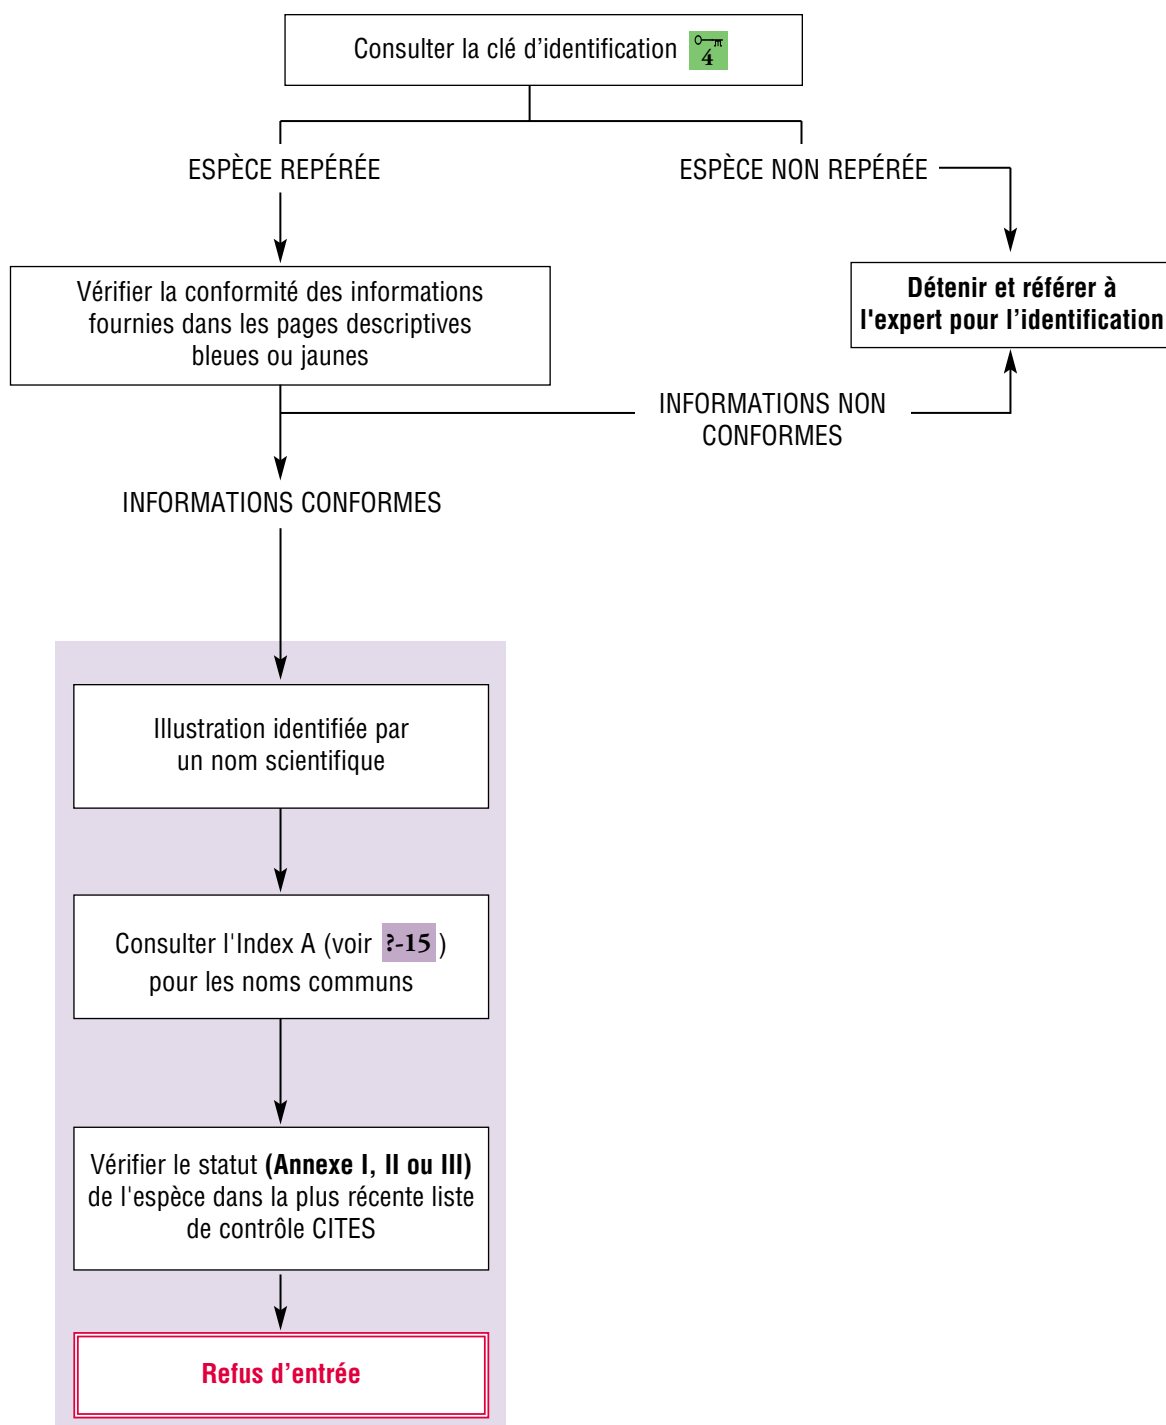 Consulter la clé d’identification 4
ESPÈCE REPÉRÉE
ESPÈCE NON REPÉRÉE
Vérifier la conformité des informations
fournies dans les pages descriptives
bleues ou jaunes
Détenir et référer à
l'expert pour l’identification
INFORMATIONS NON
CONFORMES
INFORMATIONS CONFORMES
Illustration identifiée par
un nom scientifique
Consulter l'Index A (voir ?-15 )
pour les noms communs
Vérifier le statut (Annexe I, II ou III)
de l'espèce dans la plus récente liste
de contrôle CITES
Refus d’entrée